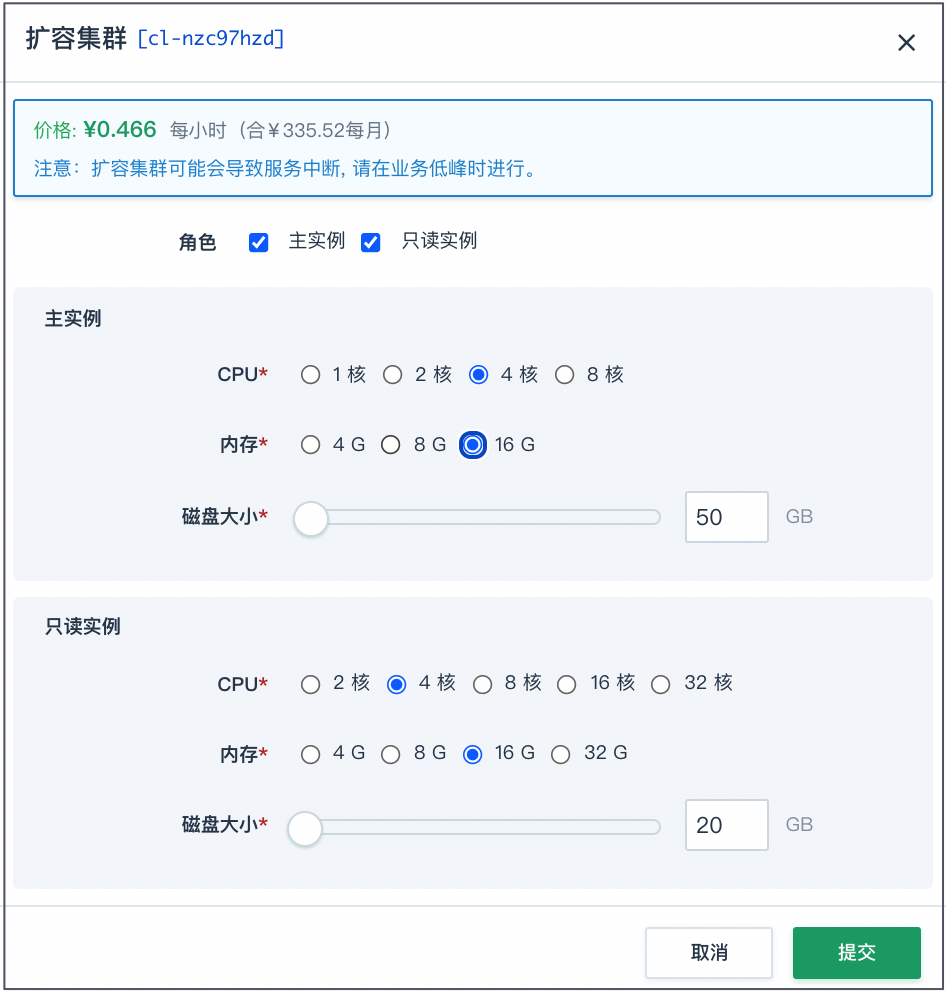 扩容集群 [cl-nzc97hzd]
价格: ¥0.466 每小时（合￥335.52每月）
注意：扩容集群可能会导致服务中断, 请在业务低峰时进行。
角色 主实例 只读实例
主实例
CPU* 1 核 2 核 4 核 8 核
内存* 4 G 8 G 16 G
磁盘大小* 50 GB
只读实例
CPU* 2 核 4 核 8 核 16 核 32 核
内存* 4 G 8 G 16 G 32 G
磁盘大小* 20 GB
取消 提交